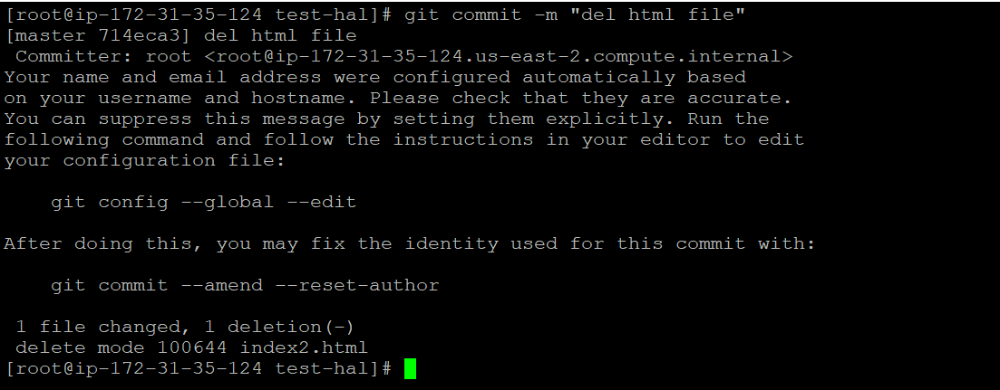 [root@ip-172-31-35-124 test-hal]# git commit -m "del html file"
[master 714eca3] del html file
 Committer: root <root@ip-172-31-35-124.us-east-2.compute.internal>
Your name and email address were configured automatically based
on your username and hostname. Please check that they are accurate.
You can suppress this message by setting them explicitly. Run the
following command and follow the instructions in your editor to edit
your configuration file:

    git config --global --edit

After doing this, you may fix the identity used for this commit with:

    git commit --amend --reset-author

 1 file changed, 1 deletion(-)
 delete mode 100644 index2.html
[root@ip-172-31-35-124 test-hal]#